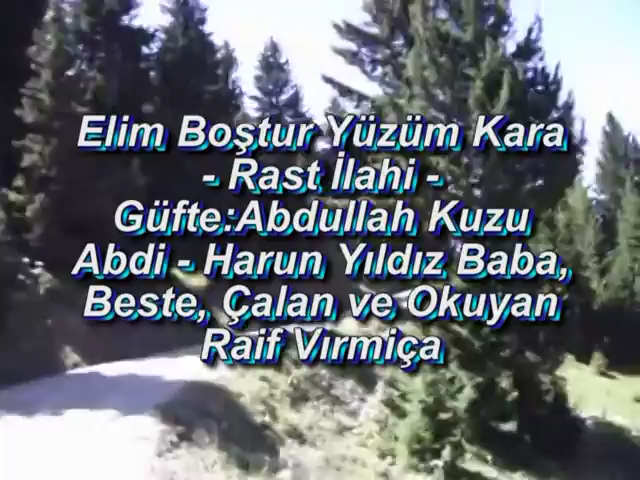 Elim Boştur Yüzüm Kara
- Rast İlahi -
Güfte:Abdullah Kuzu
Abdi - Harun Yıldız Baba,
Beste, Çalan ve Okuyan
Raif Vırmiça